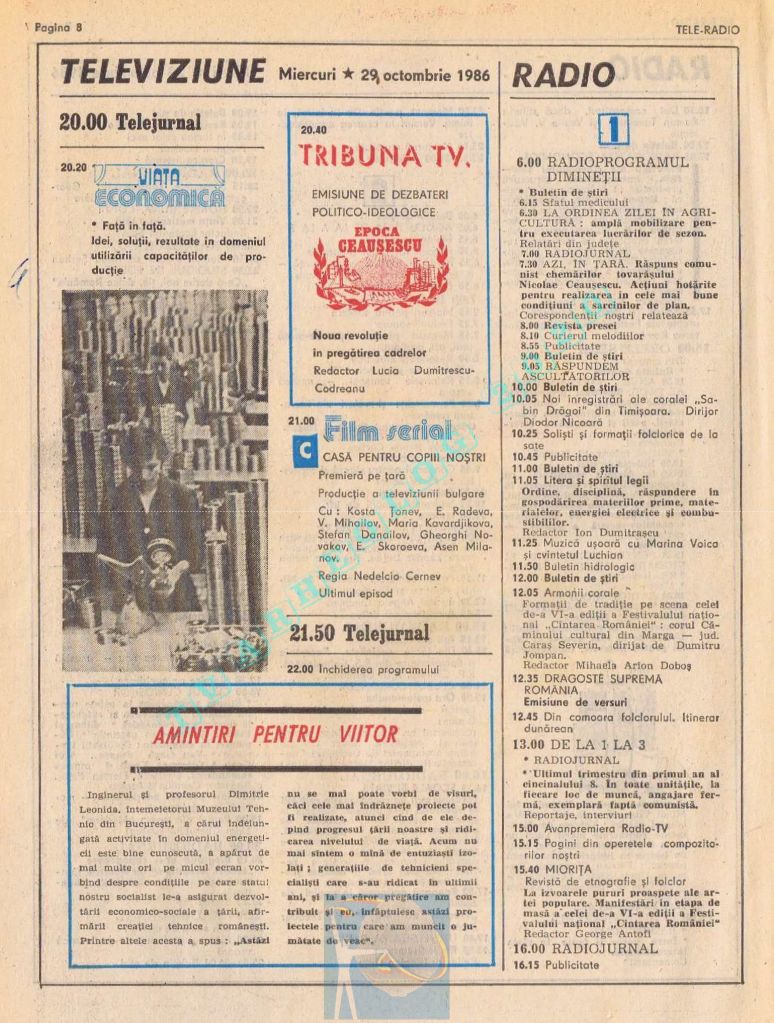 Pagina 8
TELE-RADIO
TELEVIZIUNE Miercuri ★ 29 octombrie 1986
20.00 Telejurnal
20.20 VIAȚA
ECONOMICĂ
* Față în față.
Idei, soluții, rezultate în domeniul
utilizării capacităților de pro-
ducție
20.40
TRIBUNA TV.
EMISIUNE DE DEZBATERI
POLITICO-IDEOLOGICE
EPOCA
CEAUȘESCU
Noua revoluție
în pregătirea cadrelor
Redactor Lucia Dumitrescu-
Codreanu
21.00 Film serial
C
CASĂ PENTRU COPIII NOȘTRI
Premieră pe țară
Producție a televiziunii bulgare
Cu : Kosta Țonev, E. Radeva,
V. Mihailov, Maria Kavardjikova,
Ștefan Danailov, Gheorghi No-
vakov, E. Skoraeva, Asen Mila-
nov.
Regia Nedelcio Cernev
Ultimul episod
21.50 Telejurnal
22.00 Închiderea programului
AMINTIRI PENTRU VIITOR
Inginerul și profesorul Dimitrie
Leonida, întemeietorul Muzeului Teh-
nic din București, a cărui îndelun-
gată activitate în domeniul energeti-
cii este bine cunoscută, a apărut de
mai multe ori pe micul ecran vor-
bind despre condițiile pe care statul
nostru socialist le-a asigurat dezvol-
tării economico-sociale a țării, afir-
mării creației tehnice românești.
Printre altele acesta a spus : „Astăzi
nu se mai poate vorbi de visuri,
căci cele mai îndrăznețe proiecte pot
fi realizate, atunci cînd de ele de-
pind progresul țării noastre și ridi-
carea nivelului de viață. Acum nu
mai sîntem o mînă de entuziaști izo-
lați ; generațiile de tehnicieni spe-
cialiști care s-au ridicat în ultimii
ani, și la a căror pregătire am con-
tribuit și eu, înfăptuiesc astăzi pro-
iectele pentru care am muncit o ju-
mătate de veac“.
RADIO
1
6.00 RADIOPROGRAMUL
DIMINEȚII
* Buletin de știri
6.15 Sfatul medicului
6.30 LA ORDINEA ZILEI ÎN AGRI-
CULTURĂ : amplă mobilizare pen-
tru executarea lucrărilor de sezon.
Relatări din județe
7.00 RADIOJURNAL
7.30 AZI, ÎN ȚARĂ. Răspuns comu-
nist chemărilor tovarășului
Nicolae Ceaușescu. Acțiuni hotărîte
pentru realizarea în cele mai bune
condițiuni a sarcinilor de plan.
Corespondenții noștri relatează
8.00 Revista presei
8.10 Curierul melodiilor
8.55 Publicitate
9.00 Buletin de știri
9.05 RĂSPUNDEM
ASCULTĂTORILOR
10.00 Buletin de știri
10.05 Noi înregistrări ale coralei „Sa-
bin Drăgoi” din Timișoara. Dirijor
Diodor Nicoară
10.25 Soliști și formații folclorice de la
sate
10.45 Publicitate
11.00 Buletin de știri
11.05 Litera și spiritul legii
Ordine, disciplină, răspundere în
gospodărirea materiilor prime, mate-
rialelor, energiei electrice și combu-
stibililor.
Redactor Ion Dumitrașcu
11.25 Muzică ușoară cu Marina Voica
și cvintetul Luchian
11.50 Buletin hidrologic
12.00 Buletin de știri
12.05 Armonii corale
Formații de tradiție pe scena celei
de-a VI-a ediții a Festivalului națio-
nal „Cîntarea României“ : corul Că-
minului cultural din Marga — jud.
Caraș Severin, dirijat de Dumitru
Jompan.
Redactor Mihaela Arion Doboș
12.35 DRAGOSTE SUPREMA
ROMÂNIA
Emisiune de versuri
12.45 Din comoara folclorului. Itinerar
dunărean
13.00 DE LA 1 LA 3
* RADIOJURNAL
* Ultimul trimestru din primul an al
cincinalului 8. În toate unitățile, la
fiecare loc de muncă, angajare fer-
mă, exemplară faptă comunistă.
Reportaje, interviuri
15.00 Avanpremiera Radio-TV
15.15 Pagini din operetele compozito-
rilor noștri
15.40 MIORIȚA
Revistă de etnografie și folclor
La izvoarele pururi proaspete ale ar-
tei populare. Manifestări în etapa de
masă a celei de-a VI-a ediții a Festi-
valului național „Cîntarea României“
Redactor George Antofi
16.00 RADIOJURNAL
16.15 Publicitate